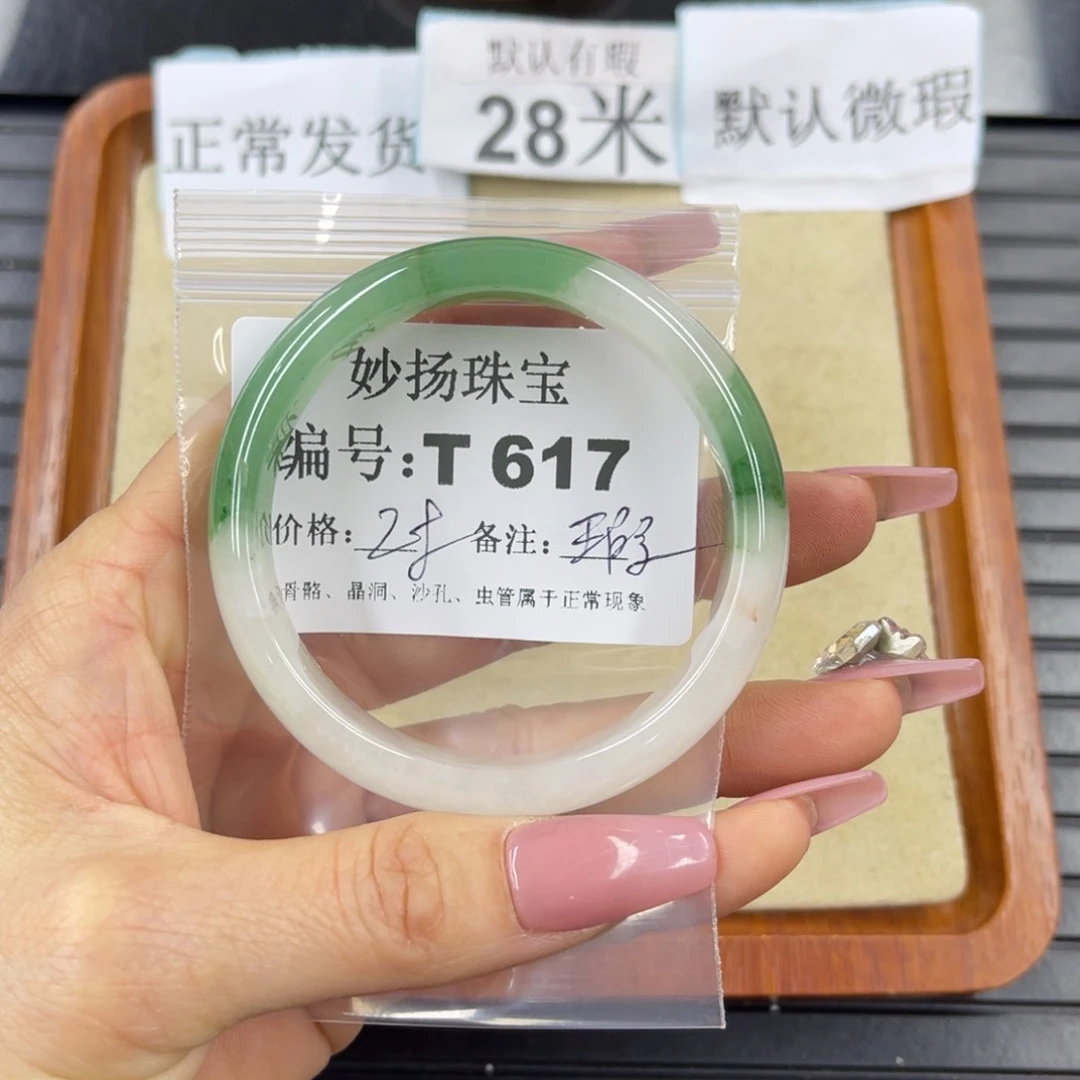 正常发货
默认有瑕
28米
默认微瑕
妙扬珠宝
编号:T 617
价格: 备注:
骨骼、晶洞、沙孔、虫管属于正常现象